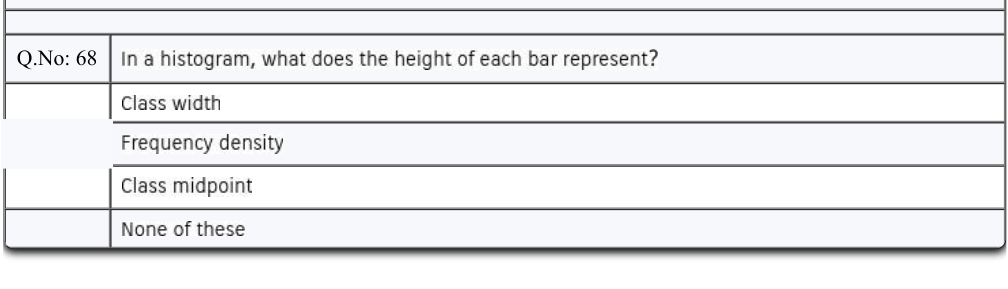 Q.No: 68 In a histogram, what does the height of each bar represent?
Class width
Frequency density
Class midpoint
None of these